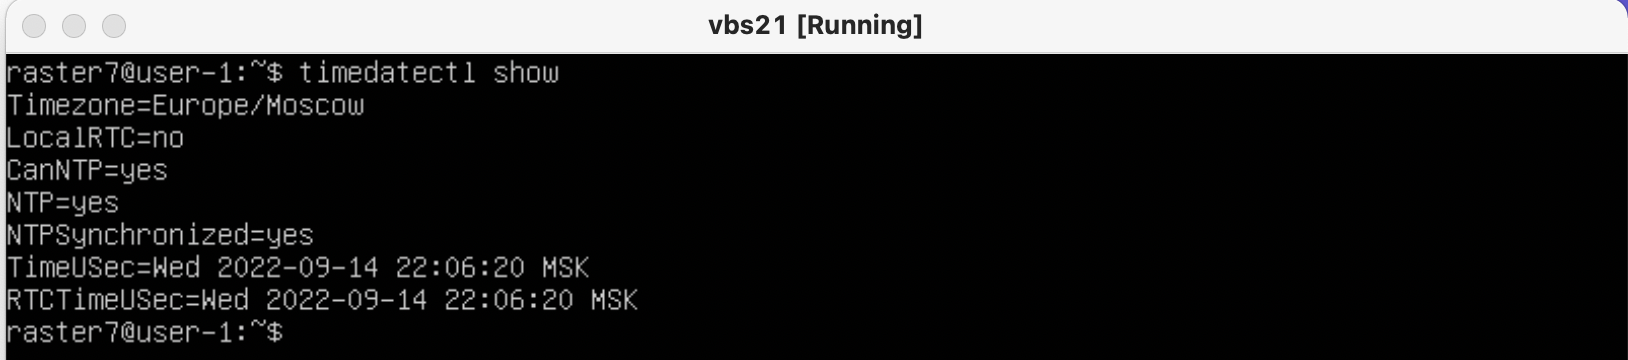 vbs21 [Running]
raster7@user-1:~$ timedatectl show
Timezone=Europe/Moscow
LocalRTC=no
CanNTP=yes
NTP=yes
NTPSynchronized=yes
TimeUSec=Wed 2022-09-14 22:06:20 MSK
RTCTimeUSec=Wed 2022-09-14 22:06:20 MSK
raster7@user-1:~$